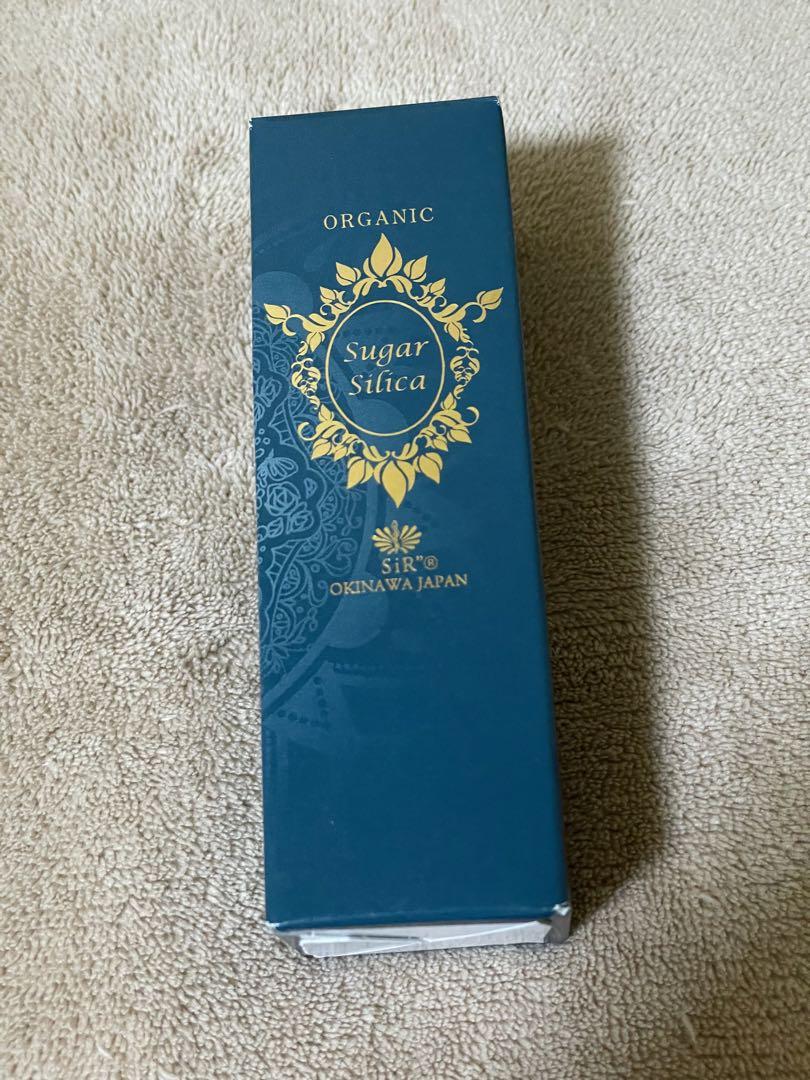 ORGANIC
Sugar
Silica
SiR"®
OKINAWA JAPAN